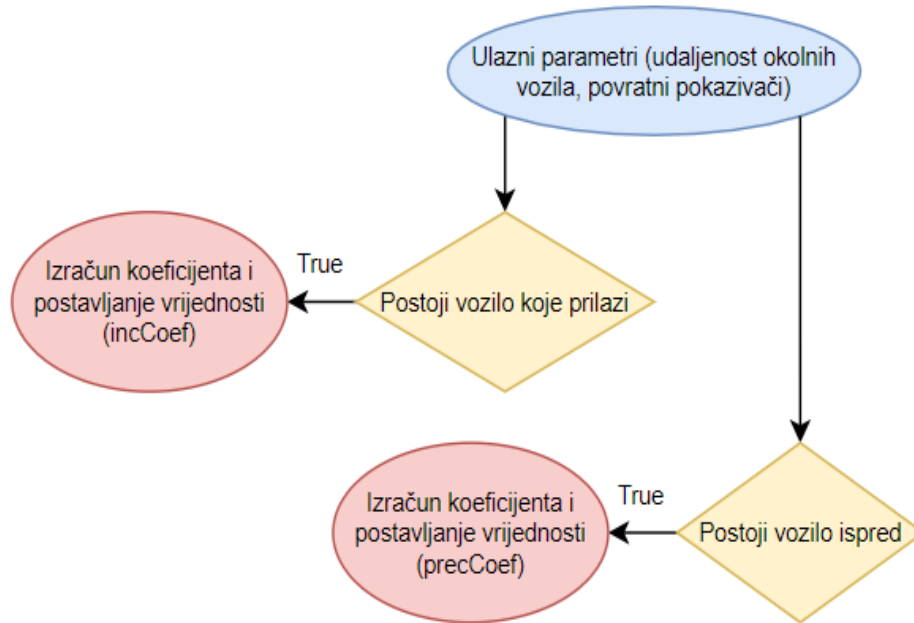 Ulazni parametri (udaljenost okolnih
vozila, povratni pokazivači)
Izračun koeficijenta i
postavljanje vrijednosti
(incCoef)
True
Postoji vozilo koje prilazi
Izračun koeficijenta i
postavljanje vrijednosti
(precCoef)
True
Postoji vozilo ispred